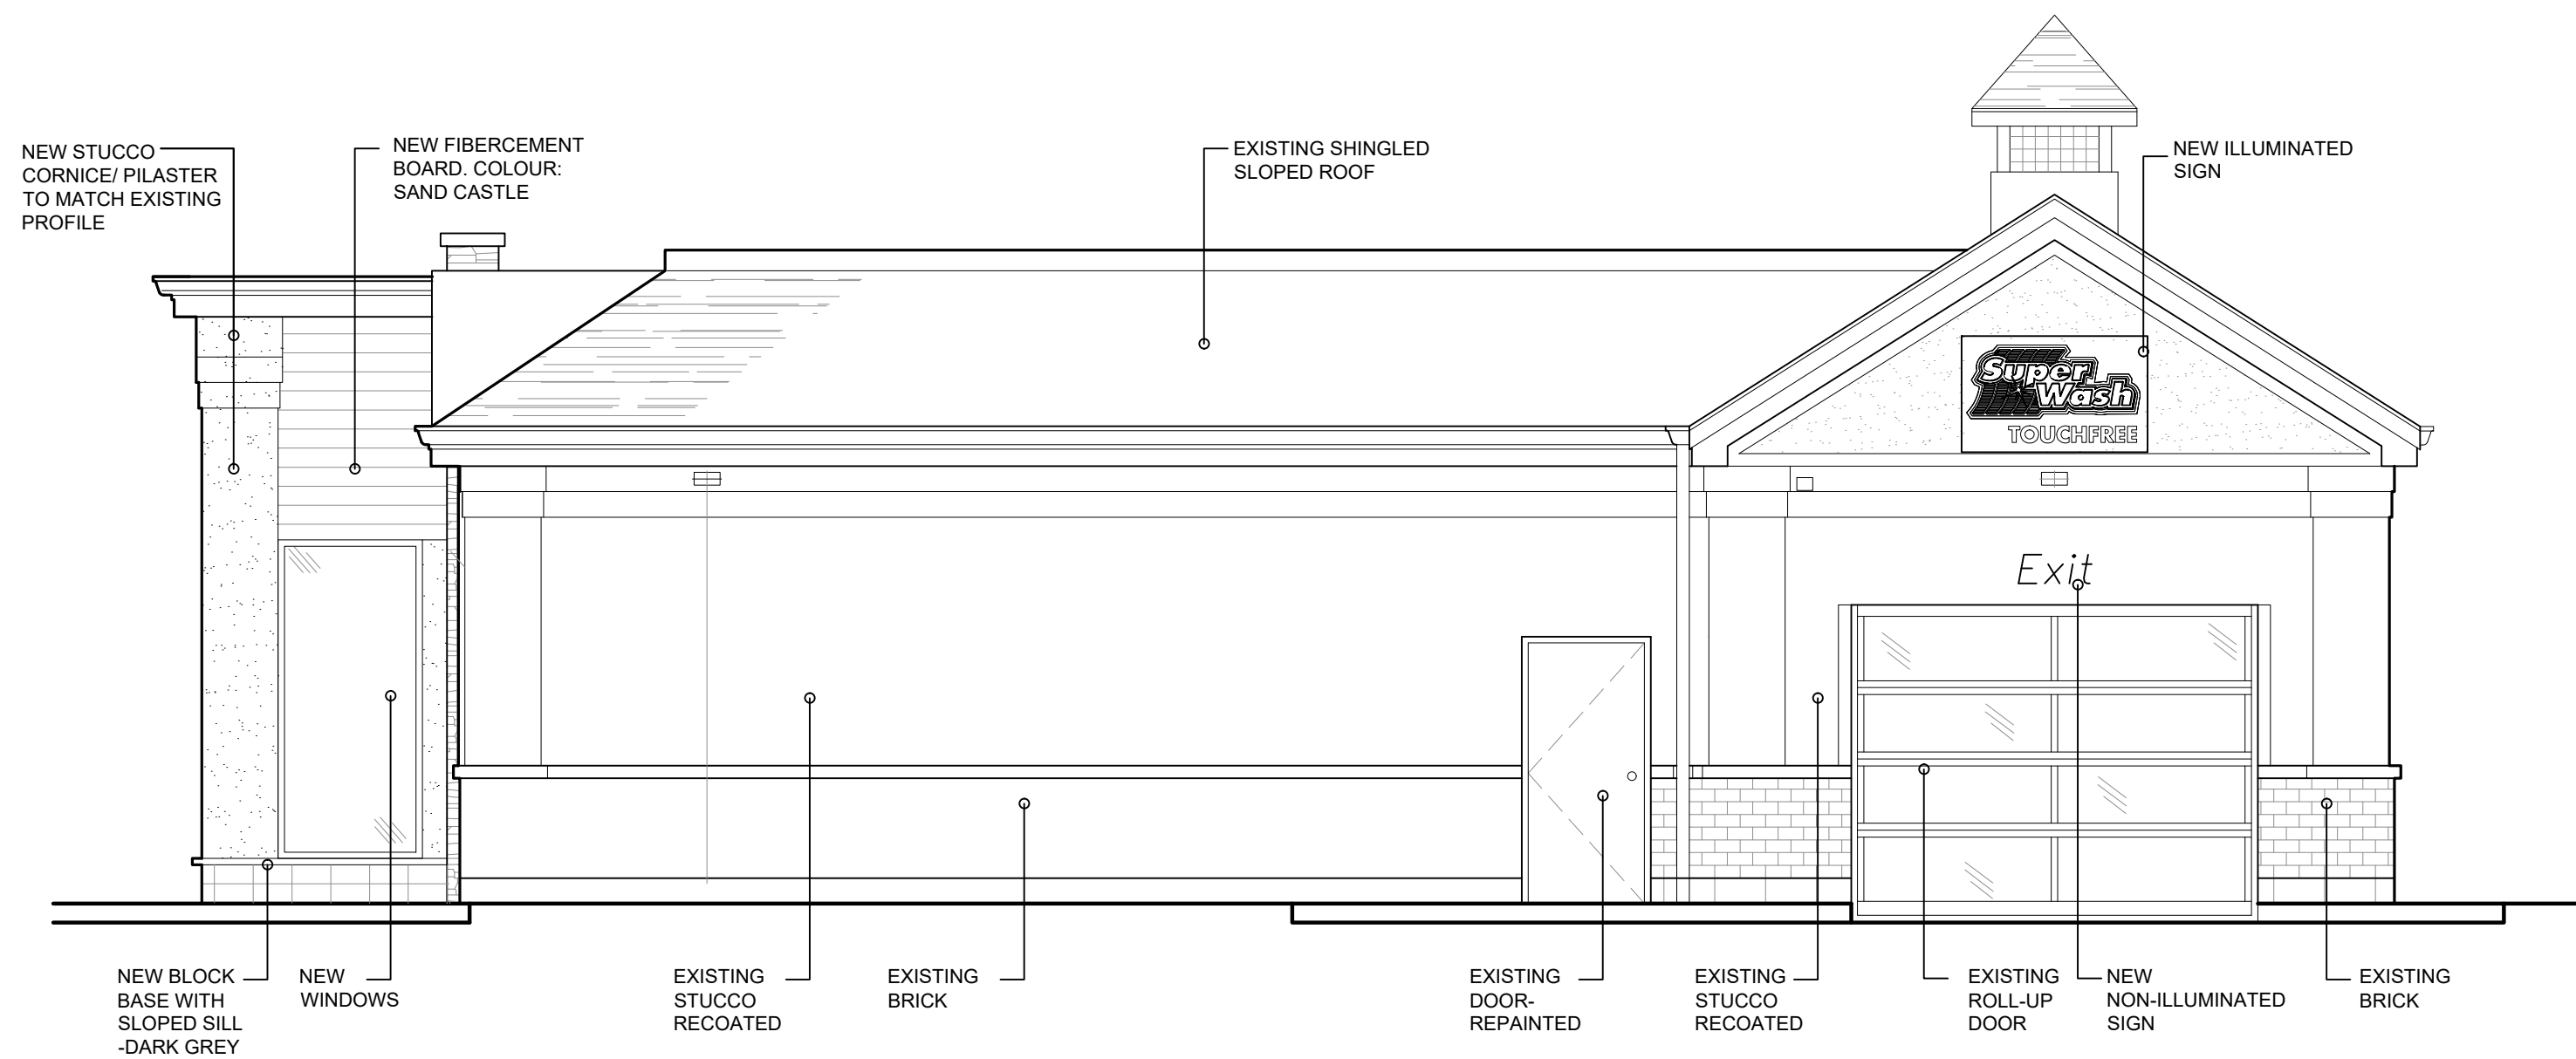 NEW STUCCO
CORNICE/ PILASTER
TO MATCH EXISTING
PROFILE
NEW FIBERCEMENT
BOARD. COLOUR:
SAND CASTLE
EXISTING SHINGLED
SLOPED ROOF
NEW ILLUMINATED
SIGN
Super
Wash
TOUCHFREE
Exit
NEW BLOCK
BASE WITH
SLOPED SILL
-DARK GREY
NEW
WINDOWS
EXISTING
STUCCO
RECOATED
EXISTING
BRICK
EXISTING
DOOR-
REPAINTED
EXISTING
STUCCO
RECOATED
EXISTING
ROLL-UP
DOOR
NEW
NON-ILLUMINATED
SIGN
EXISTING
BRICK